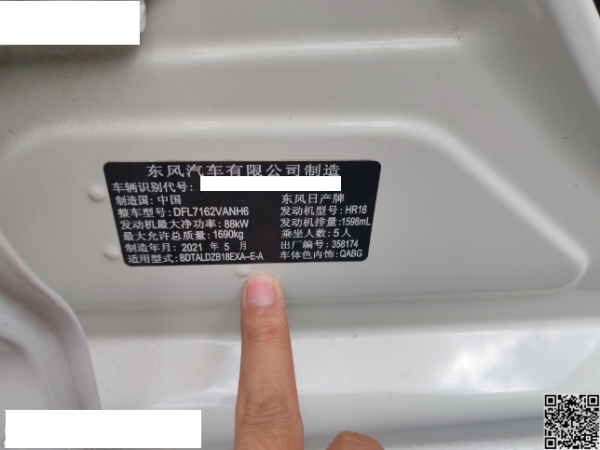 东风汽车有限公司制造
车辆识别代号:
制造国: 中国 东风日产牌
整车型号: DFL7162VANH6 发动机型号: HR16
发动机最大净功率: 88kW 发动机排量: 1598mL
最大允许总质量: 1690kg 乘坐人数: 5人
制造年月: 2021 年 5 月 出厂编号: 358174
适用型式: BDTALDZB18EXA-E-A 车体色内饰: QABG